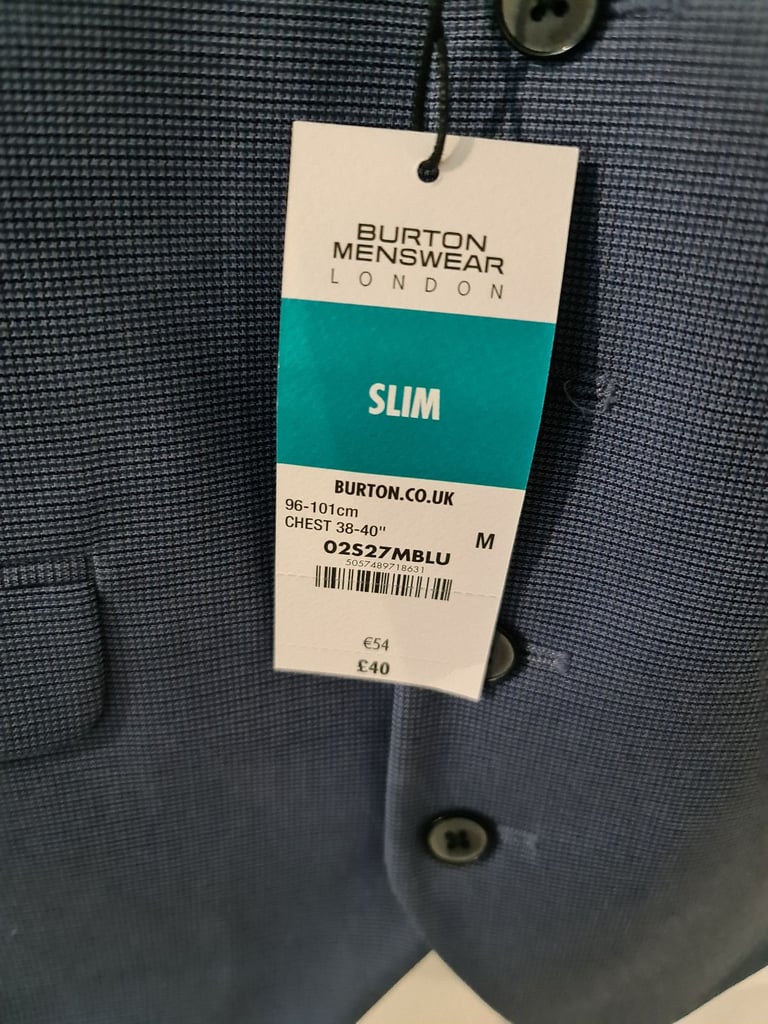 BURTON
MENSWEAR
LONDON
SLIM
BURTON.CO.UK
96-101cm
CHEST 38-40"
M
02S27MBLU
5057489718631
€54
£40